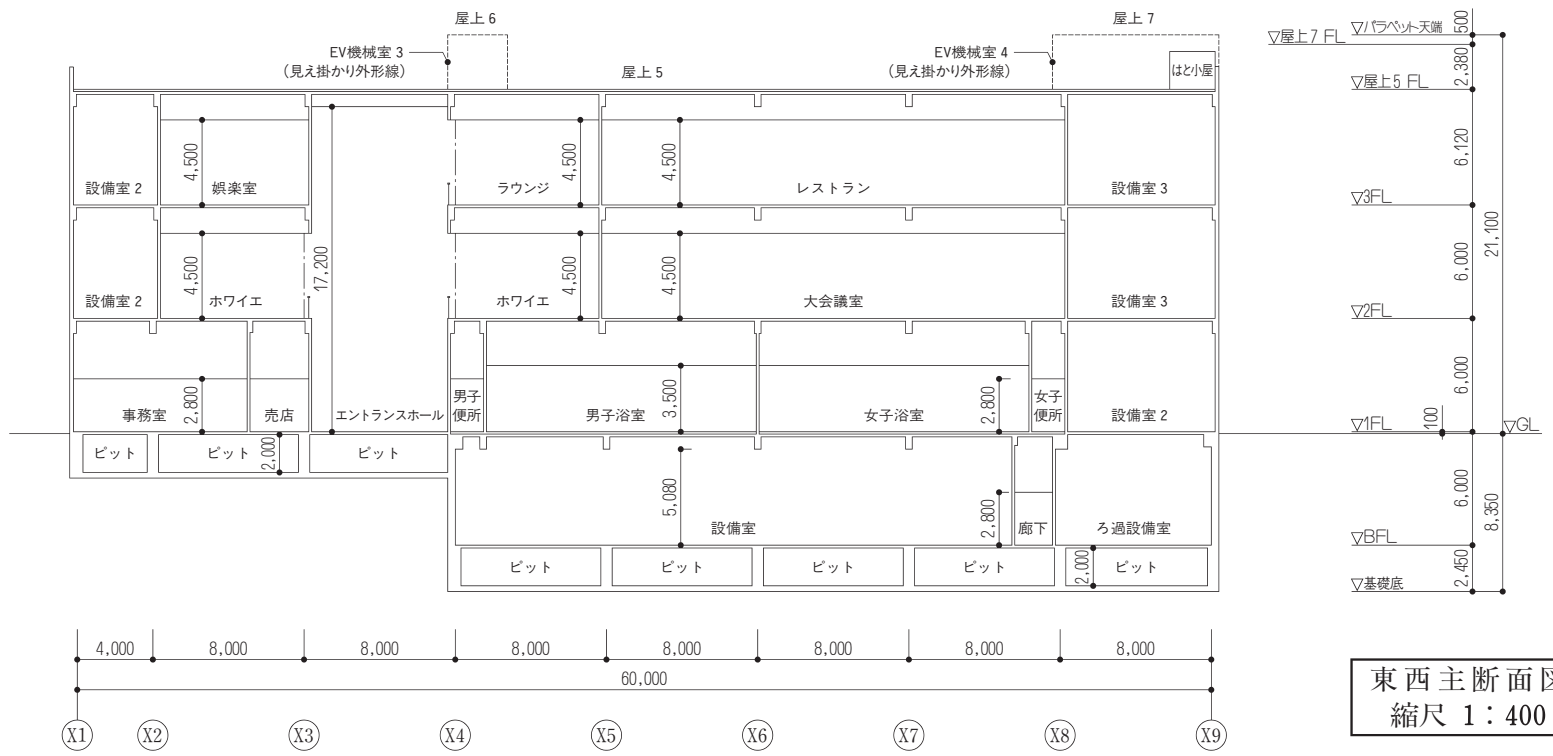 屋上 6
屋上 7
EV機械室 3
(見え掛かり外形線)
屋上 5
EV機械室 4
(見え掛かり外形線)
はと小屋
▽屋上7 FL
▽パラペット天端
500
2,380
▽屋上5 FL
6,120
設備室 2
4,500
娯楽室
ラウンジ
4,500
4,500
レストラン
設備室 3
▽3FL
17,200
6,000
21,100
設備室 2
4,500
ホワイエ
ホワイエ
4,500
4,500
大会議室
設備室 3
▽2FL
6,000
事務室
2,800
売店
エントランスホール
男子
便所
男子浴室
3,500
女子浴室
2,800
女子
便所
設備室 2
▽1FL
100
▽GL
ピット
ピット
2,000
ピット
5,080
設備室
2,800
廊下
ろ過設備室
6,000
8,350
▽BFL
ピット
ピット
ピット
ピット
2,000
ピット
2,450
▽基礎底
4,000
8,000
8,000
8,000
8,000
8,000
8,000
8,000
60,000
X1
X2
X3
X4
X5
X6
X7
X8
X9
東西主断面図
縮尺 1：400